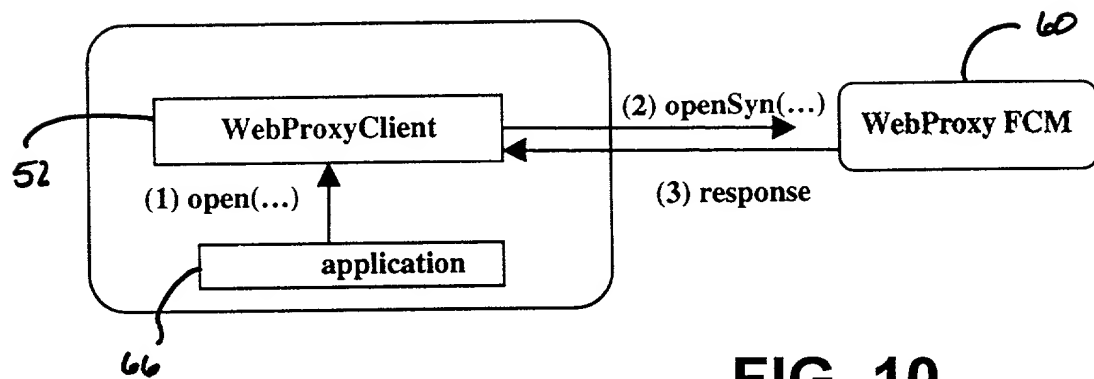 60
(2) openSyn(...)
WebProxyClient
WebProxy FCM
52
(1) open(...)
(3) response
application
66
FIG. 10